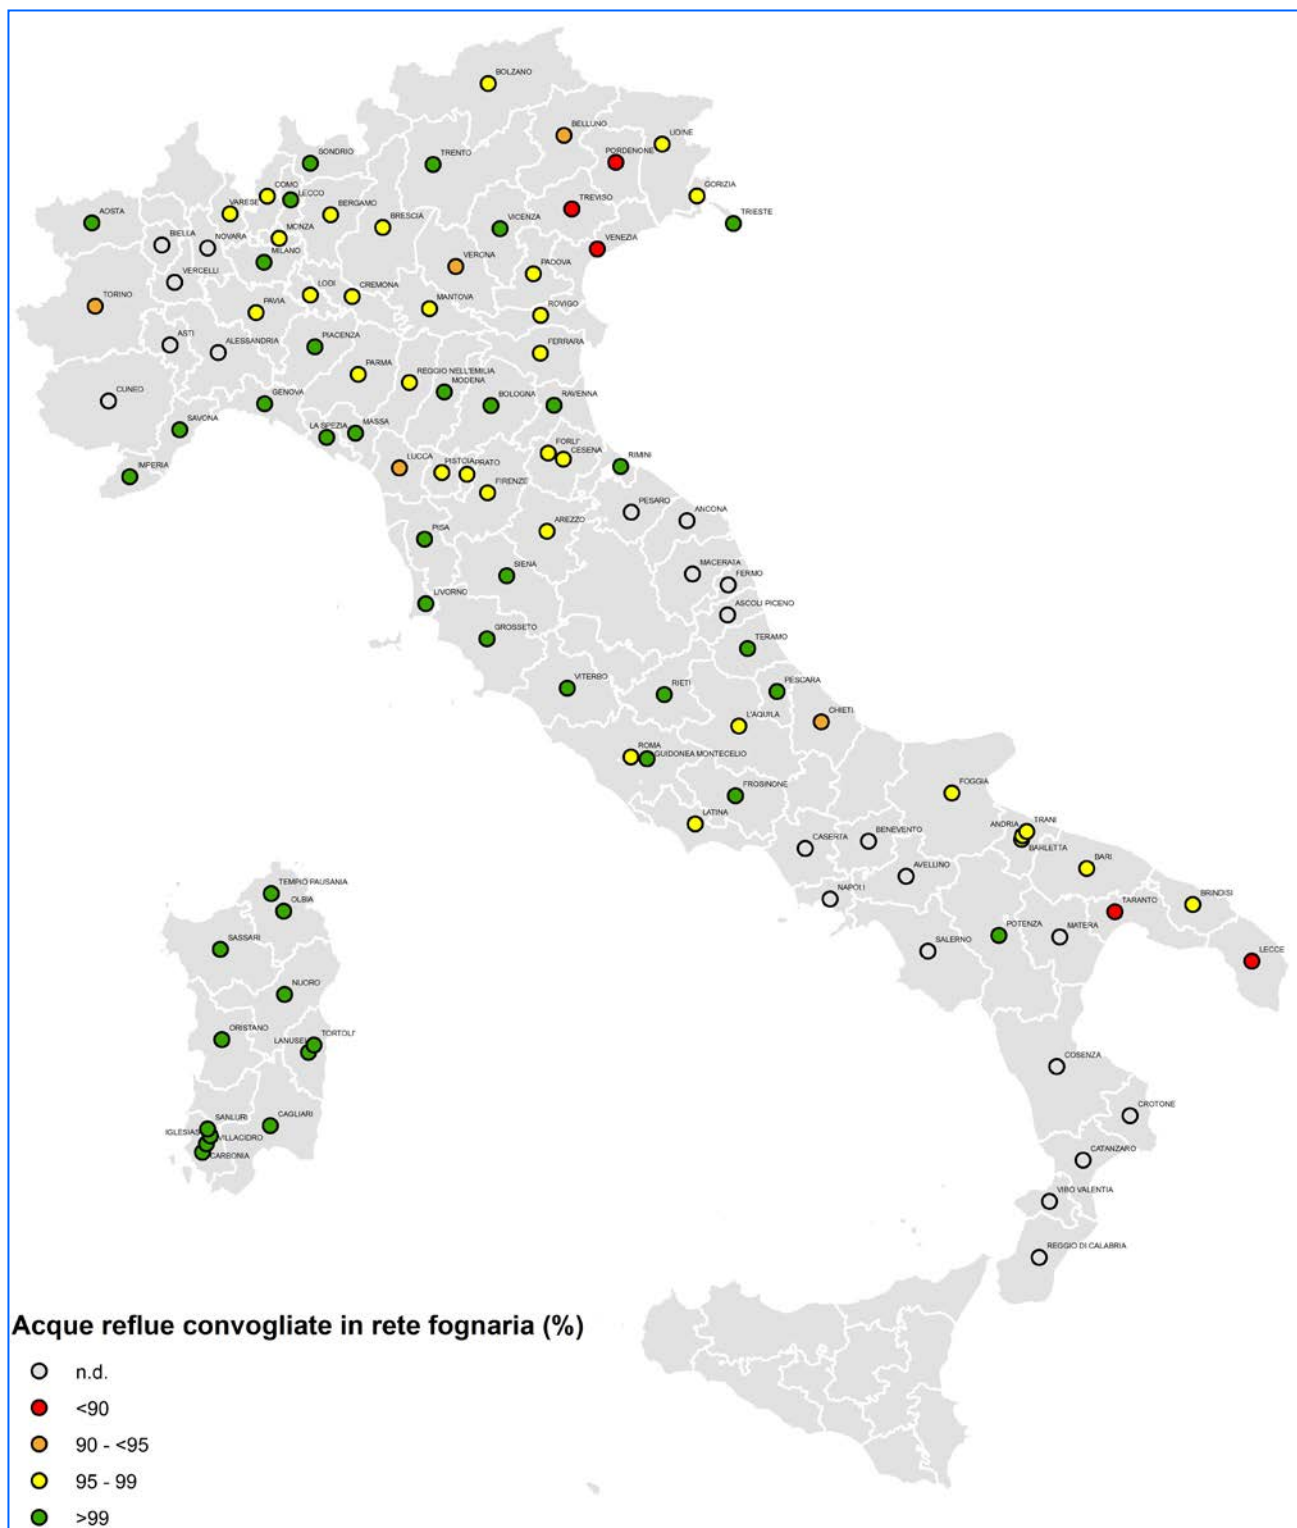 BOLZANO
BELLUNO
UDINE
PORDENONE
SONDRIO
TRENTO
COMO
LECCO
GORIZIA
AOSTA
VARESE
BERGAMO
TREVISO
TRIESTE
BRESCIA
VICENZA
BIELLA
NOVARA
MONZA
MILANO
VENEZIA
VERONA
PADOVA
VERCELLI
TORINO
LODI
CREMONA
PAVIA
MANTOVA
ROVIGO
ASTI
ALESSANDRIA
PIACENZA
FERRARA
PARMA
REGGIO NELL'EMILIA
MODENA
CUNEO
GENOVA
BOLOGNA
RAVENNA
SAVONA
LA SPEZIA
MASSA
FORLI'
CESENA
RIMINI
IMPERIA
LUCCA
PISTOIA
PRATO
FIRENZE
PESARO
ANCONA
PISA
AREZZO
SIENA
MACERATA
FERMO
LIVORNO
ASCOLI PICENO
GROSSETO
TERAMO
VITERBO
RIETI
PESCARA
L'AQUILA
CHIETI
ROMA
GUIDONEA MONTECELIO
FROSINONE
FOGGIA
LATINA
ANDRIA
TRANI
BARLETTA
CASERTA
BENEVENTO
BARI
AVELLINO
TEMPIO PAUSANIA
OLBIA
NAPOLI
TARANTO
BRINDISI
SASSARI
POTENZA
MATERA
SALERNO
LECCE
NUORO
ORISTANO
LANUSEI
TORTOLI'
COSENZA
SANLURI
CAGLIARI
IGLESIAS
VILLACIDRO
CARBONIA
CROTONE
CATANZARO
VIBO VALENTIA
REGGIO DI CALABRIA
Acque reflue convogliate in rete fognaria (%)
n.d.
<90
90 - <95
95 - 99
>99